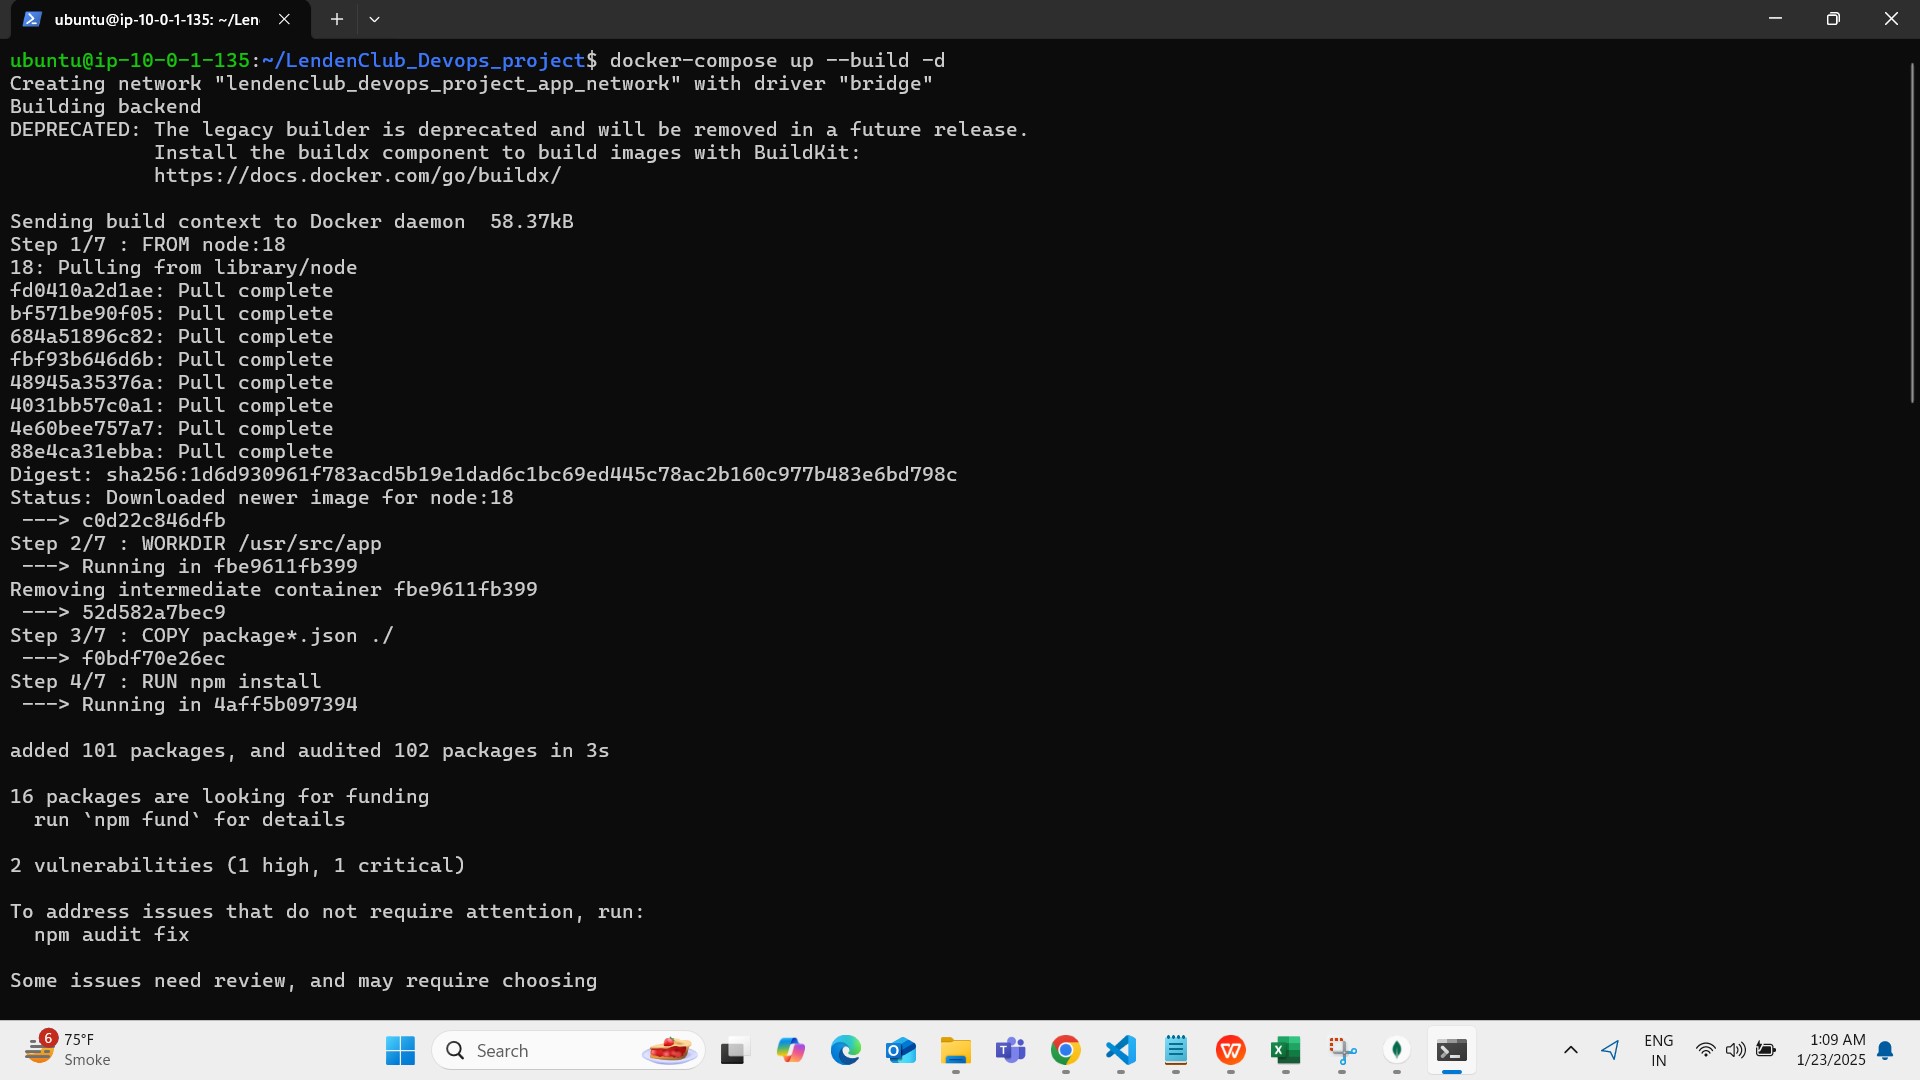 ubuntu@ip-10-0-1-135: ~/Len
ubuntu@ip-10-0-1-135:~/LendenClub_Devops_project$ docker-compose up --build -d
Creating network "lendenclub_devops_project_app_network" with driver "bridge"
Building backend
DEPRECATED: The legacy builder is deprecated and will be removed in a future release.
            Install the buildx component to build images with BuildKit:
            https://docs.docker.com/go/buildx/
Sending build context to Docker daemon  58.37kB
Step 1/7 : FROM node:18
18: Pulling from library/node
fd0410a2d1ae: Pull complete
bf571be90f05: Pull complete
684a51896c82: Pull complete
fbf93b646d6b: Pull complete
48945a35376a: Pull complete
4031bb57c0a1: Pull complete
4e60bee757a7: Pull complete
88e4ca31ebba: Pull complete
Digest: sha256:1d6d930961f783acd5b19e1dad6c1bc69ed445c78ac2b160c977b483e6bd798c
Status: Downloaded newer image for node:18
 ---> c0d22c846dfb
Step 2/7 : WORKDIR /usr/src/app
 ---> Running in fbe9611fb399
Removing intermediate container fbe9611fb399
 ---> 52d582a7bec9
Step 3/7 : COPY package*.json ./
 ---> f0bdf70e26ec
Step 4/7 : RUN npm install
 ---> Running in 4aff5b097394
added 101 packages, and audited 102 packages in 3s
16 packages are looking for funding
  run `npm fund` for details
2 vulnerabilities (1 high, 1 critical)
To address issues that do not require attention, run:
  npm audit fix
Some issues need review, and may require choosing
6
75°F
Smoke
Search
ENG
IN
1:09 AM
1/23/2025